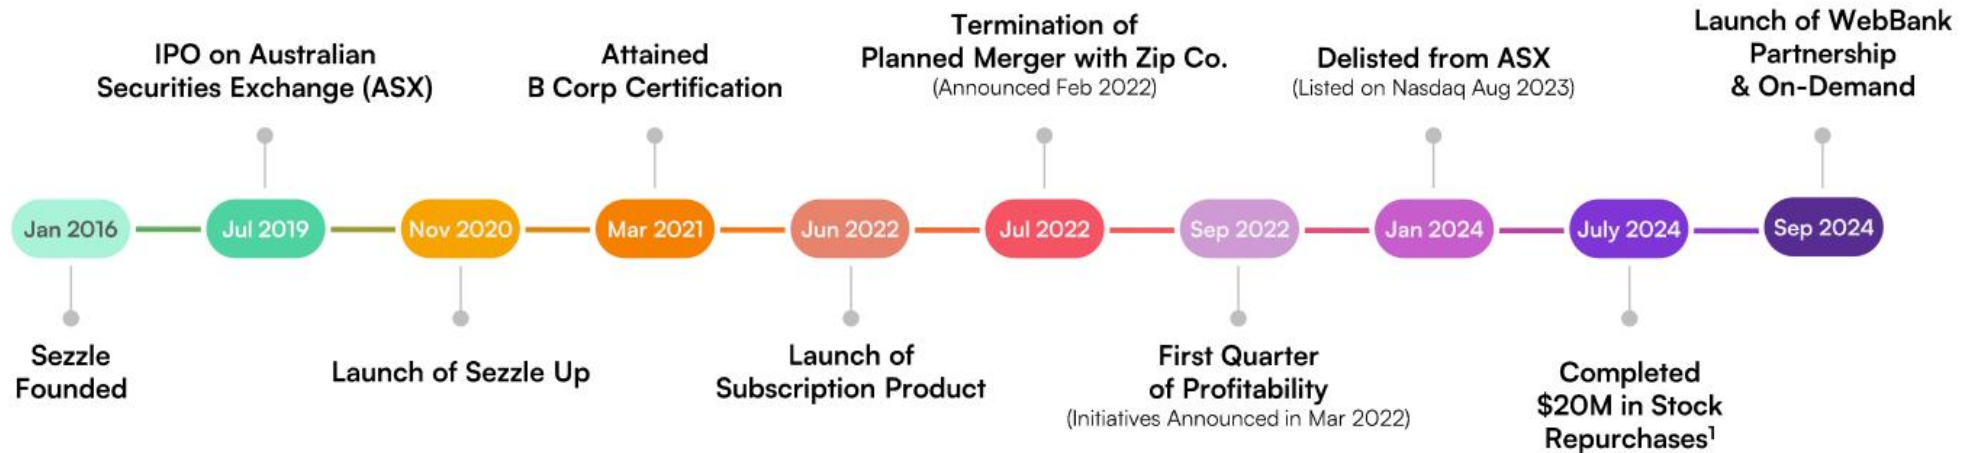 IPO on Australian
Securities Exchange (ASX)
Attained
B Corp Certification
Termination of
Planned Merger with Zip Co.
(Announced Feb 2022)
Delisted from ASX
(Listed on Nasdaq Aug 2023)
Launch of WebBank
Partnership
& On-Demand
Jan 2016
Jul 2019
Nov 2020
Mar 2021
Jun 2022
Jul 2022
Sep 2022
Jan 2024
July 2024
Sep 2024
Sezzle
Founded
Launch of Sezzle Up
Launch of
Subscription Product
First Quarter
of Profitability
(Initiatives Announced in Mar 2022)
Completed
$20M in Stock
Repurchases¹